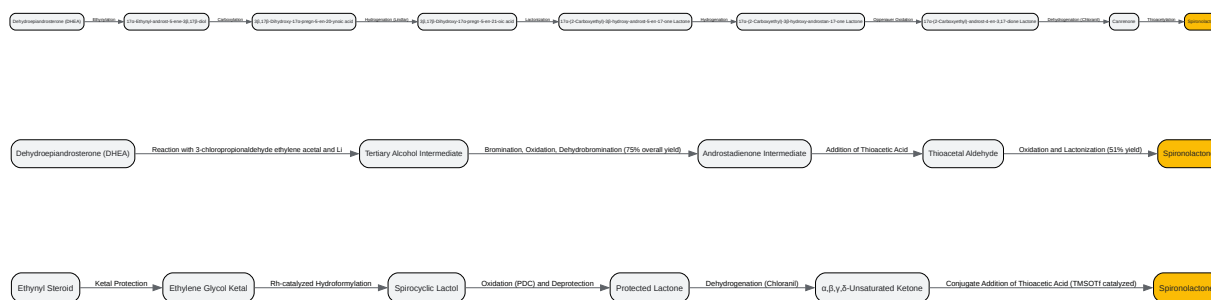 Dehydroepiandrosterone (DHEA)
Ethynylation
17α-Ethynyl-androst-5-ene-3β,17β-diol
Carboxylation
3β,17β-Dihydroxy-17α-pregn-5-en-20-ynoic acid
Hydrogenation (Lindlar)
3β,17β-Dihydroxy-17α-pregn-5-en-21-oic acid
Lactonization
17α-(2-Carboxyethyl)-3β-hydroxy-androst-5-en-17-one Lactone
Hydrogenation
17α-(2-Carboxyethyl)-3β-hydroxy-androstan-17-one Lactone
Oppenauer Oxidation
17α-(2-Carboxyethyl)-androst-4-en-3,17-dione Lactone
Dehydrogenation (Chloranil)
Canrenone
Thioacetylation
Spironolactone
Dehydroepiandrosterone (DHEA)
Reaction with 3-chloropropionaldehyde ethylene acetal and Li
Tertiary Alcohol Intermediate
Bromination, Oxidation, Dehydrobromination (75% overall yield)
Androstadienone Intermediate
Addition of Thioacetic Acid
Thioacetal Aldehyde
Oxidation and Lactonization (51% yield)
Spironolactone
Ethynyl Steroid
Ketal Protection
Ethylene Glycol Ketal
Rh-catalyzed Hydroformylation
Spirocyclic Lactol
Oxidation (PDC) and Deprotection
Protected Lactone
Dehydrogenation (Chloranil)
α,β,γ,δ-Unsaturated Ketone
Conjugate Addition of Thioacetic Acid (TMSOTf catalyzed)
Spironolactone